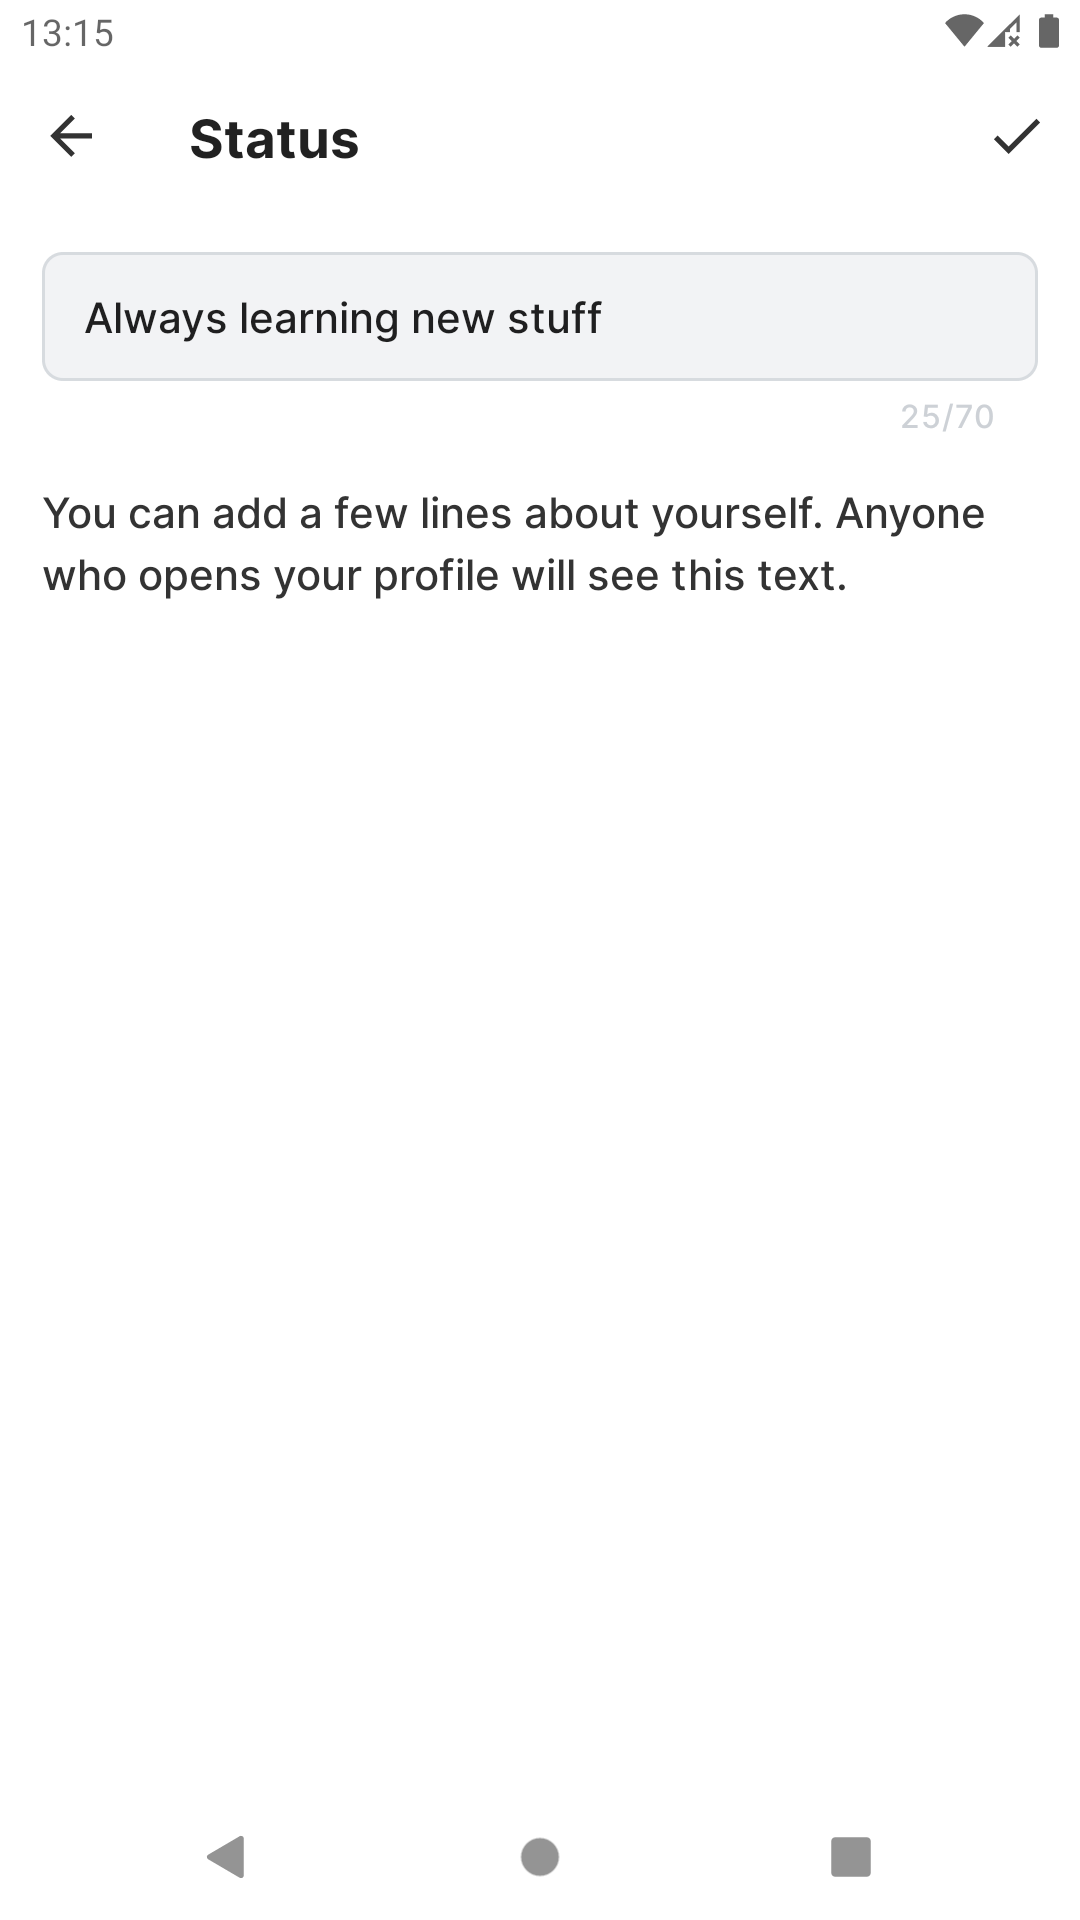 13:15
Status
Always learning new stuff
25/70
You can add a few lines about yourself. Anyone
who opens your profile will see this text.